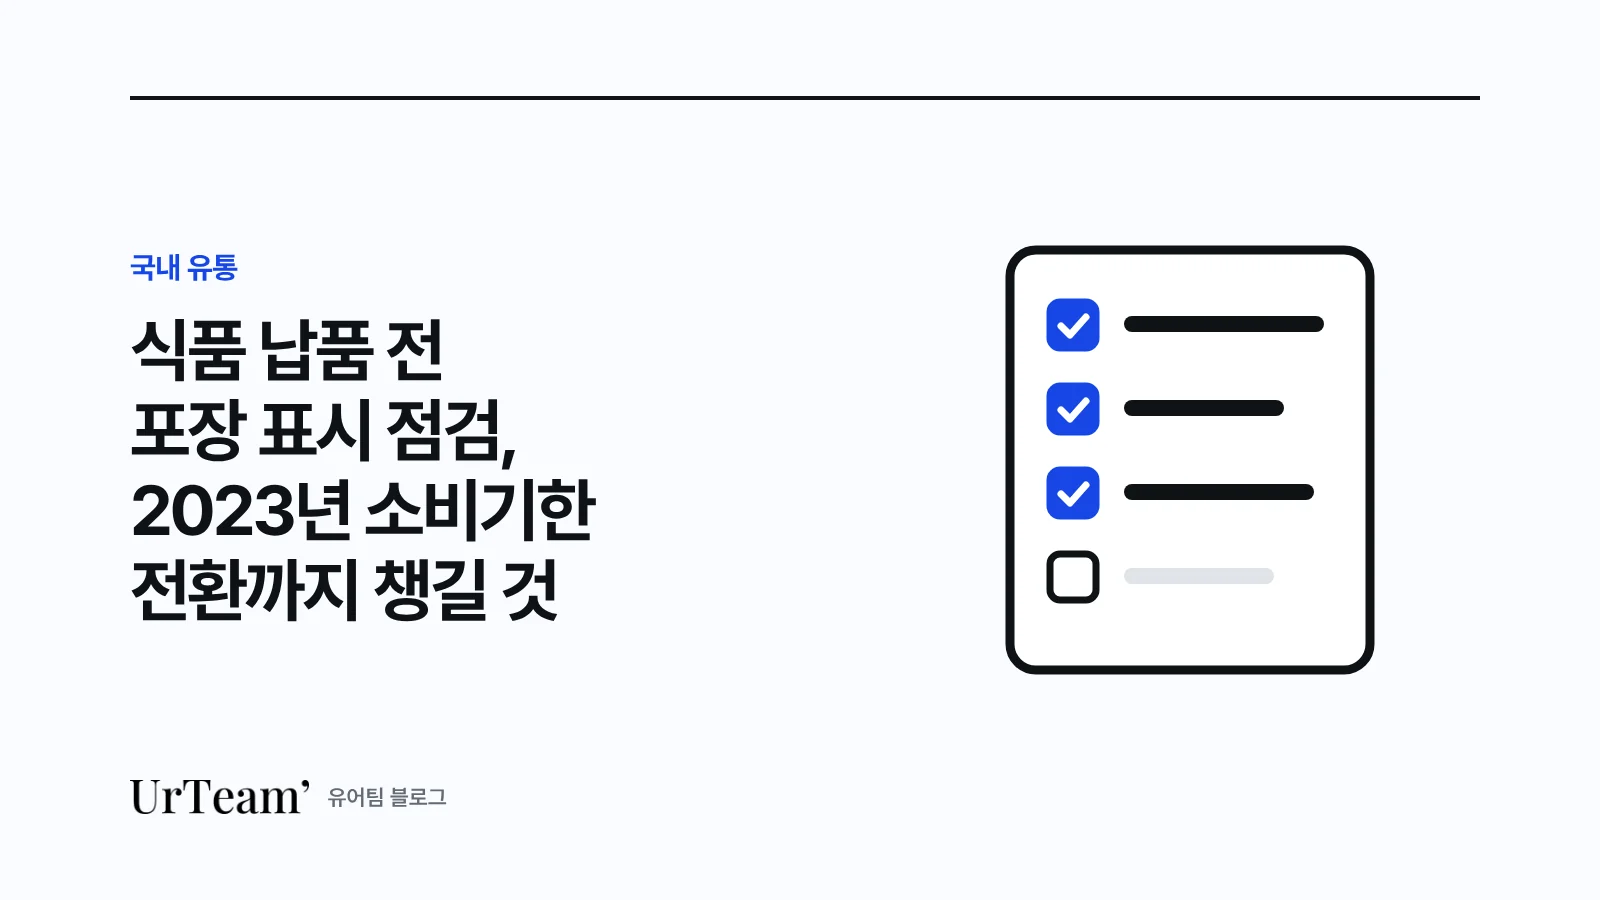 국내 유통
식품 납품 전
포장 표시 점검,
2023년 소비기한
전환까지 챙길 것
UrTeam’ 유어팀 블로그